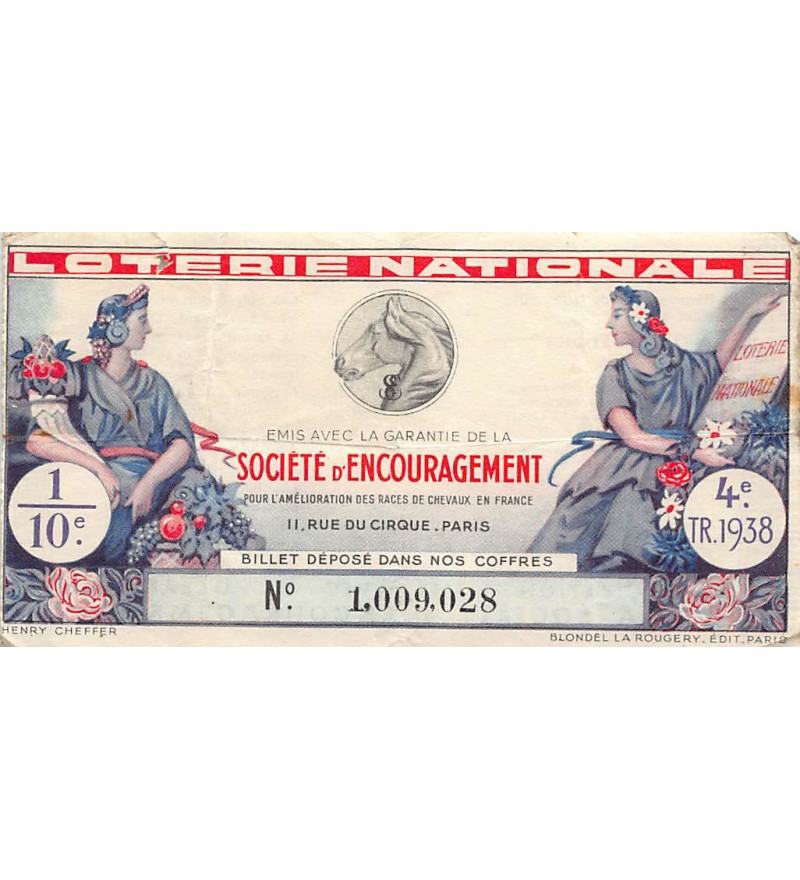 LOTERIE NATIONALE
LOTERIE
NATIONALE
EMIS AVEC LA GARANTIE DE LA
SOCIÉTÉ D'ENCOURAGEMENT
POUR L'AMÉLIORATION DES RACES DE CHEVAUX EN FRANCE
11, RUE DU CIRQUE - PARIS
1
10e.
4e.
TR. 1938
BILLET DÉPOSÉ DANS NOS COFFRES
No. 1,009,028
HENRY CHEFFER
BLONDEL LA ROUGERY. ÉDIT. PARIS